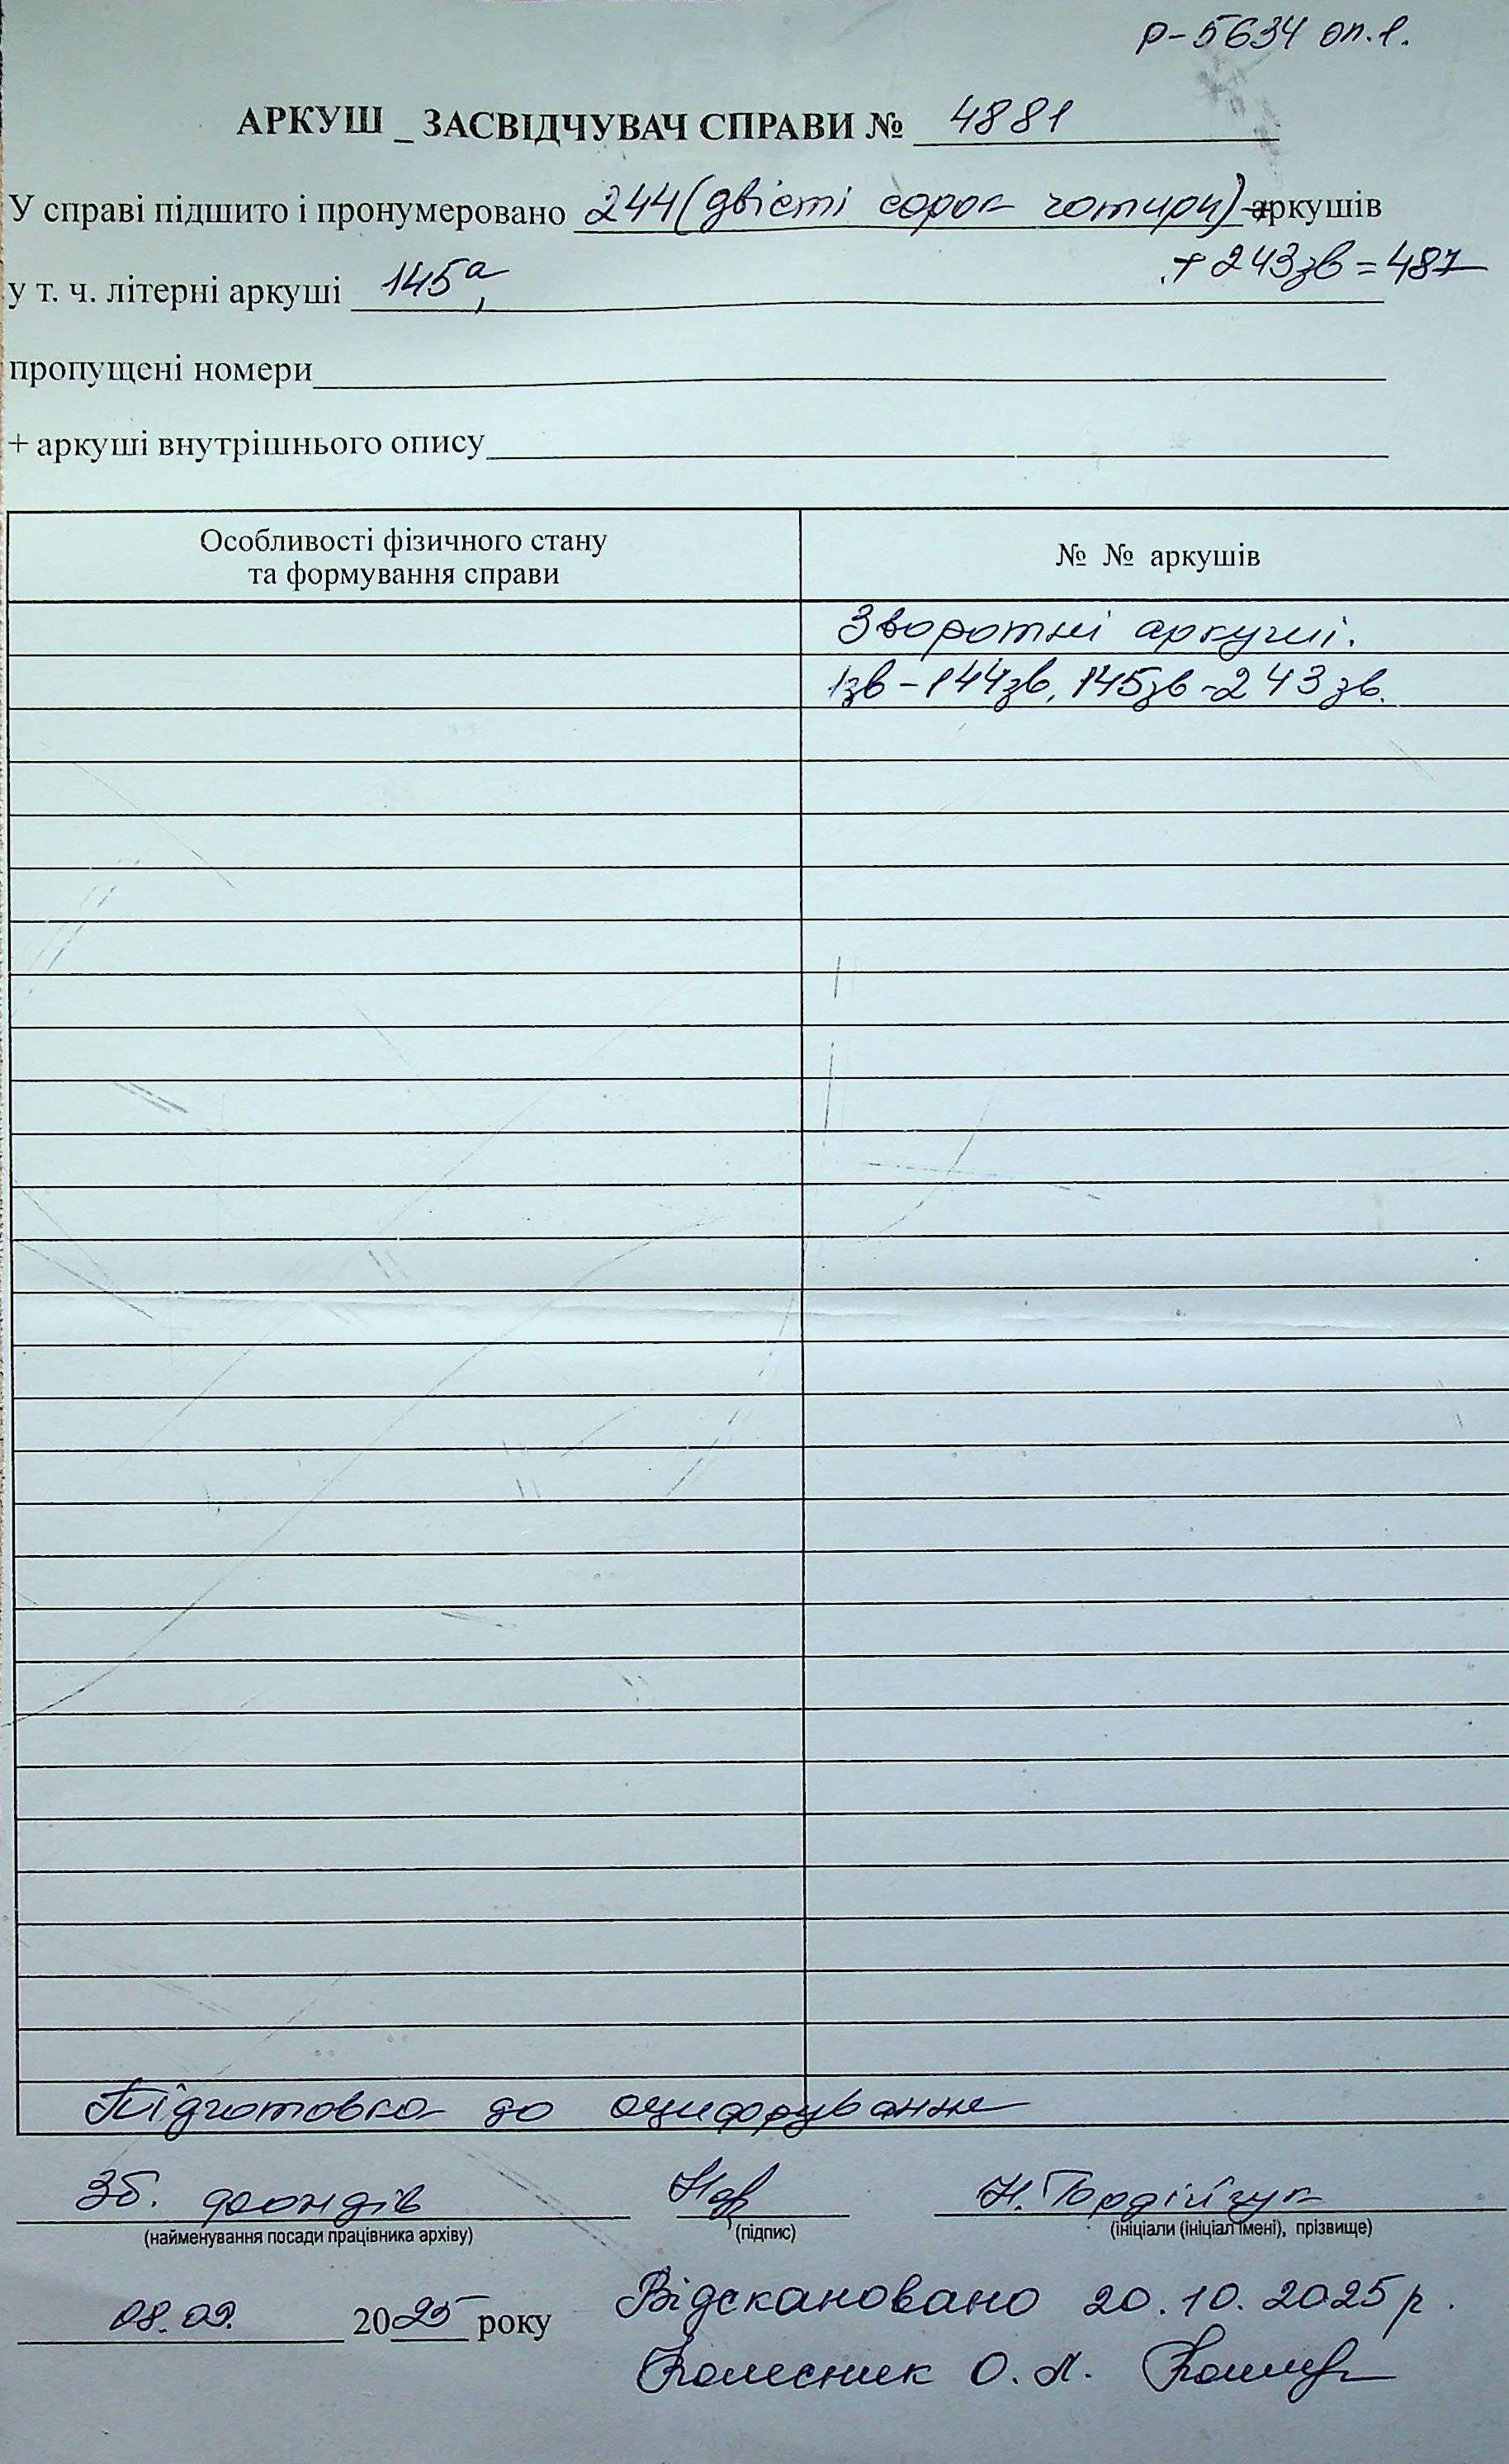 Р-5634 оп.1.
АРКУШ _ ЗАСВІДЧУВАЧ СПРАВИ № 4881
У справі підшито і пронумеровано 244 (двісті сорок чотири) аркушів
+ 243зв = 487
у т. ч. літерні аркуші 145а,
пропущені номери
+ аркуші внутрішнього опису
Особливості фізичного стану
та формування справи
№ № аркушів
Зворотні аркуші.
1зв – 144зв, 145зв - 243зв.
Підготовка до оцифрування
Зб. фондів Н. Гордійчук
(найменування посади працівника архіву) (підпис) (ініціали (ініціал імені), прізвище)
08.09. 2025 року
Відскановано 20.10.2025 р.
Колесник О. Л.